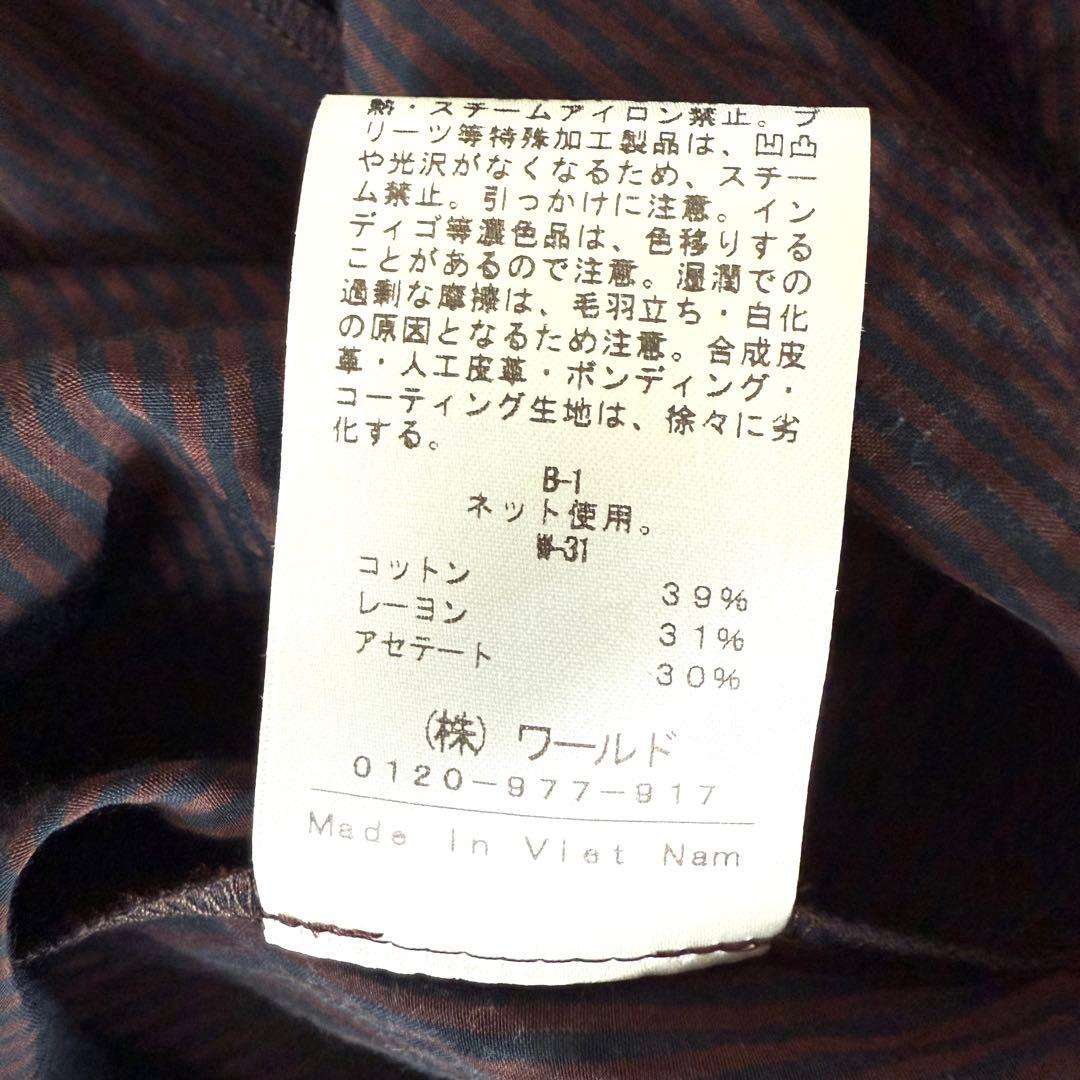 熱・スチームアイロン禁止。プ
リーツ等特殊加工製品は、凹凸
や光沢がなくなるため、スチー
ム禁止。引っかけに注意。イン
ディゴ等濃色品は、色移りする
ことがあるので注意。湿潤での
過剰な摩擦は、毛羽立ち・白化
の原因となるため注意。合成皮
革・人工皮革・ボンディング・
コーティング生地は、徐々に劣
化する。
B-1
ネット使用。
W-31
コットン 39%
レーヨン 31%
アセテート 30%
(株)ワールド
0120-977-917
Made In Viet Nam